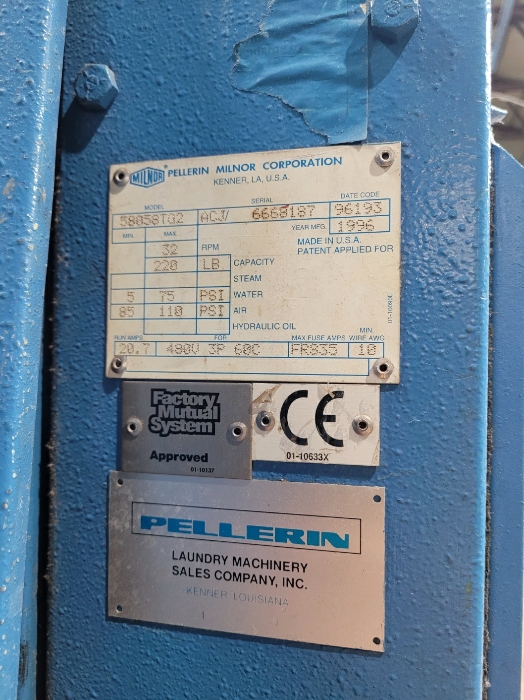 MILNOR PELLERIN MILNOR CORPORATION
KENNER, LA, U.S.A.
MODEL SERIAL DATE CODE
58058TG2 ACJ/ 6668187 96193
MIN. MAX. YEAR MFG. 1996
32 RPM MADE IN U.S.A.
220 LB CAPACITY PATENT APPLIED FOR
STEAM
5 75 PSI WATER
85 110 PSI AIR
HYDRAULIC OIL
RUN AMPS FOR MAX FUSE AMPS MIN. WIRE AWG
20.7 480V 3P 60C FRS35 10
Factory
Mutual
System
Approved
01-10137
CE
01-10633X
PELLERIN
LAUNDRY MACHINERY
SALES COMPANY, INC.
KENNER, LOUISIANA